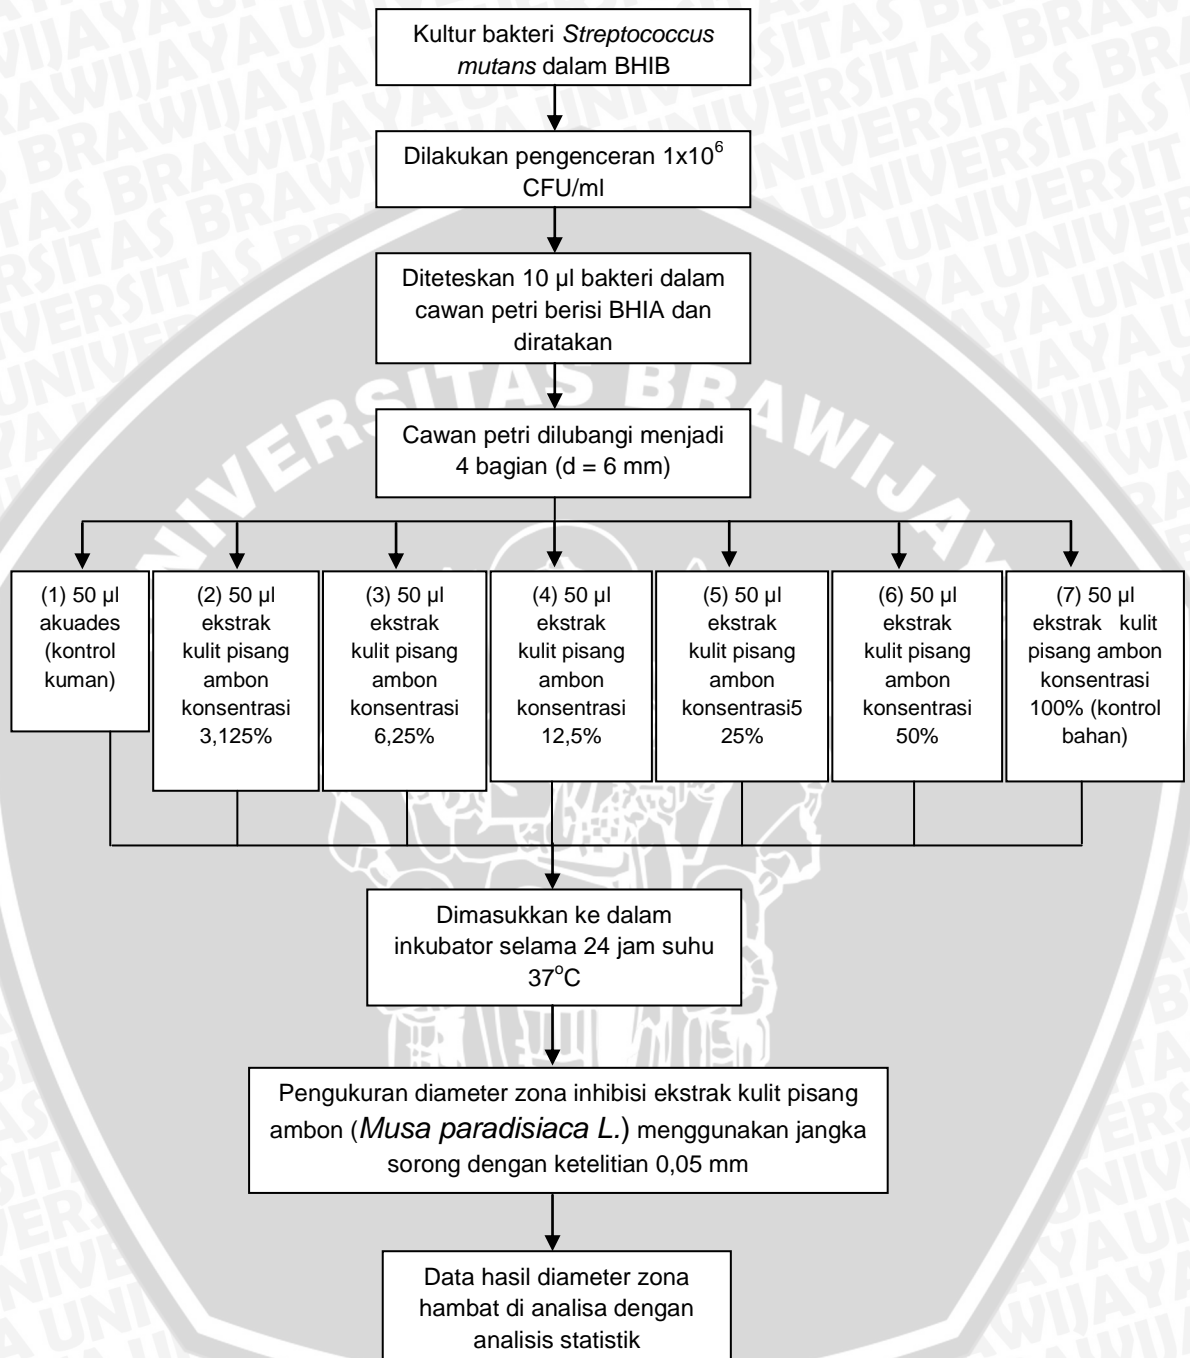 Kultur bakteri Streptococcus
mutans dalam BHIB
Dilakukan pengenceran 1x10⁶
CFU/ml
Diteteskan 10 µl bakteri dalam
cawan petri berisi BHIA dan
diratakan
Cawan petri dilubangi menjadi
4 bagian (d = 6 mm)
(1) 50 µl
akuades
(kontrol
kuman)
(2) 50 µl
ekstrak
kulit pisang
ambon
konsentrasi
3,125%
(3) 50 µl
ekstrak
kulit pisang
ambon
konsentrasi
6,25%
(4) 50 µl
ekstrak
kulit pisang
ambon
konsentrasi
12,5%
(5) 50 µl
ekstrak
kulit pisang
ambon
konsentrasi5
25%
(6) 50 µl
ekstrak
kulit pisang
ambon
konsentrasi
50%
(7) 50 µl
ekstrak kulit
pisang ambon
konsentrasi
100% (kontrol
bahan)
Dimasukkan ke dalam
inkubator selama 24 jam suhu
37°C
Pengukuran diameter zona inhibisi ekstrak kulit pisang
ambon (Musa paradisiaca L.) menggunakan jangka
sorong dengan ketelitian 0,05 mm
Data hasil diameter zona
hambat di analisa dengan
analisis statistik
UNIVERSITAS BRAWIJAYA